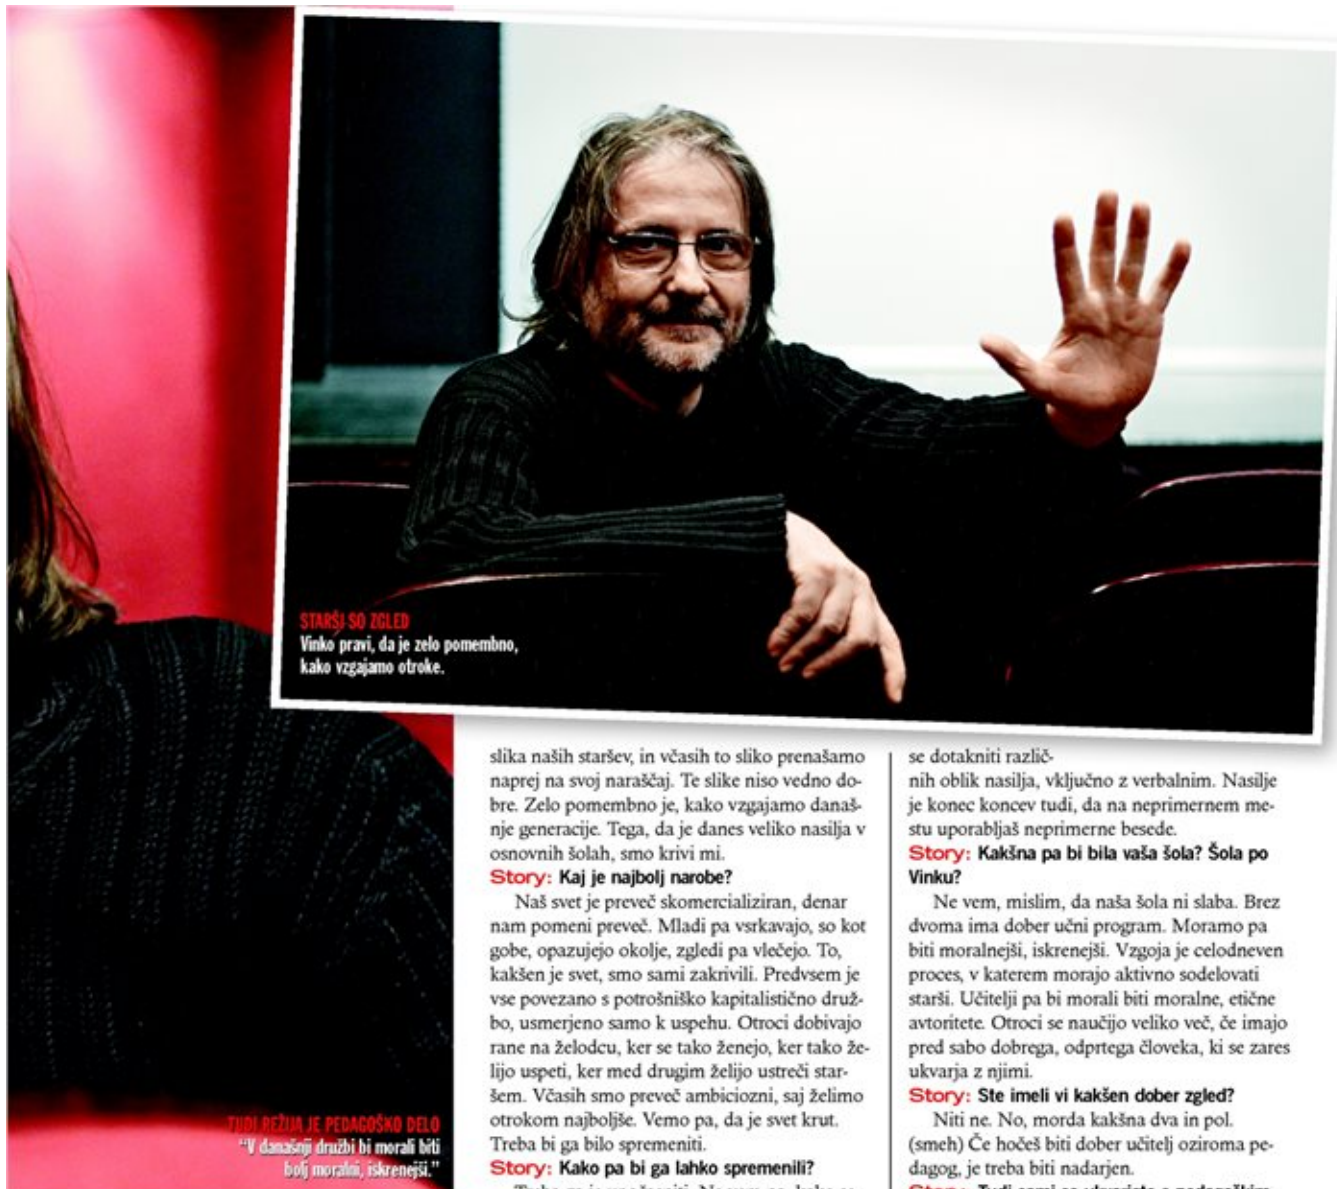 STARŠI SO ZGLED
Vinko pravi, da je zelo pomembno,
kako vzgajamo otroke.
TUDI REŽIJA JE PEDAGOŠKO DELO
“V današnji družbi bi morali biti
bolj moralni, iskrenejši.”
slika naših staršev, in včasih to sliko prenašamo
naprej na svoj naraščaj. Te slike niso vedno do-
bre. Zelo pomembno je, kako vzgajamo današ-
nje generacije. Tega, da je danes veliko nasilja v
osnovnih šolah, smo krivi mi.
Story: Kaj je najbolj narobe?
Naš svet je preveč skomercializiran, denar
nam pomeni preveč. Mladi pa vsrkavajo, so kot
gobe, opazujejo okolje, zgledi pa vlečejo. To,
kakšen je svet, smo sami zakrivili. Predvsem je
vse povezano s potrošniško kapitalistično druž-
bo, usmerjeno samo k uspehu. Otroci dobivajo
rane na želodcu, ker se tako ženejo, ker tako že-
lijo uspeti, ker med drugim želijo ustreči star-
šem. Včasih smo preveč ambiciozni, saj želimo
otrokom najboljše. Vemo pa, da je svet krut.
Treba bi ga bilo spremeniti.
Story: Kako pa bi ga lahko spremenili?
se dotakniti različ-
nih oblik nasilja, vključno z verbalnim. Nasilje
je konec koncev tudi, da na neprimernem me-
stu uporabljaš neprimerne besede.
Story: Kakšna pa bi bila vaša šola? Šola po
Vinku?
Ne vem, mislim, da naša šola ni slaba. Brez
dvoma ima dober učni program. Moramo pa
biti moralnejši, iskrenejši. Vzgoja je celodneven
proces, v katerem morajo aktivno sodelovati
starši. Učitelji pa bi morali biti moralne, etične
avtoritete. Otroci se naučijo veliko več, če imajo
pred sabo dobrega, odprtega človeka, ki se zares
ukvarja z njimi.
Story: Ste imeli vi kakšen dober zgled?
Niti ne. No, morda kakšna dva in pol.
(smeh) Če hočeš biti dober učitelj oziroma pe-
dagog, je treba biti nadarjen.